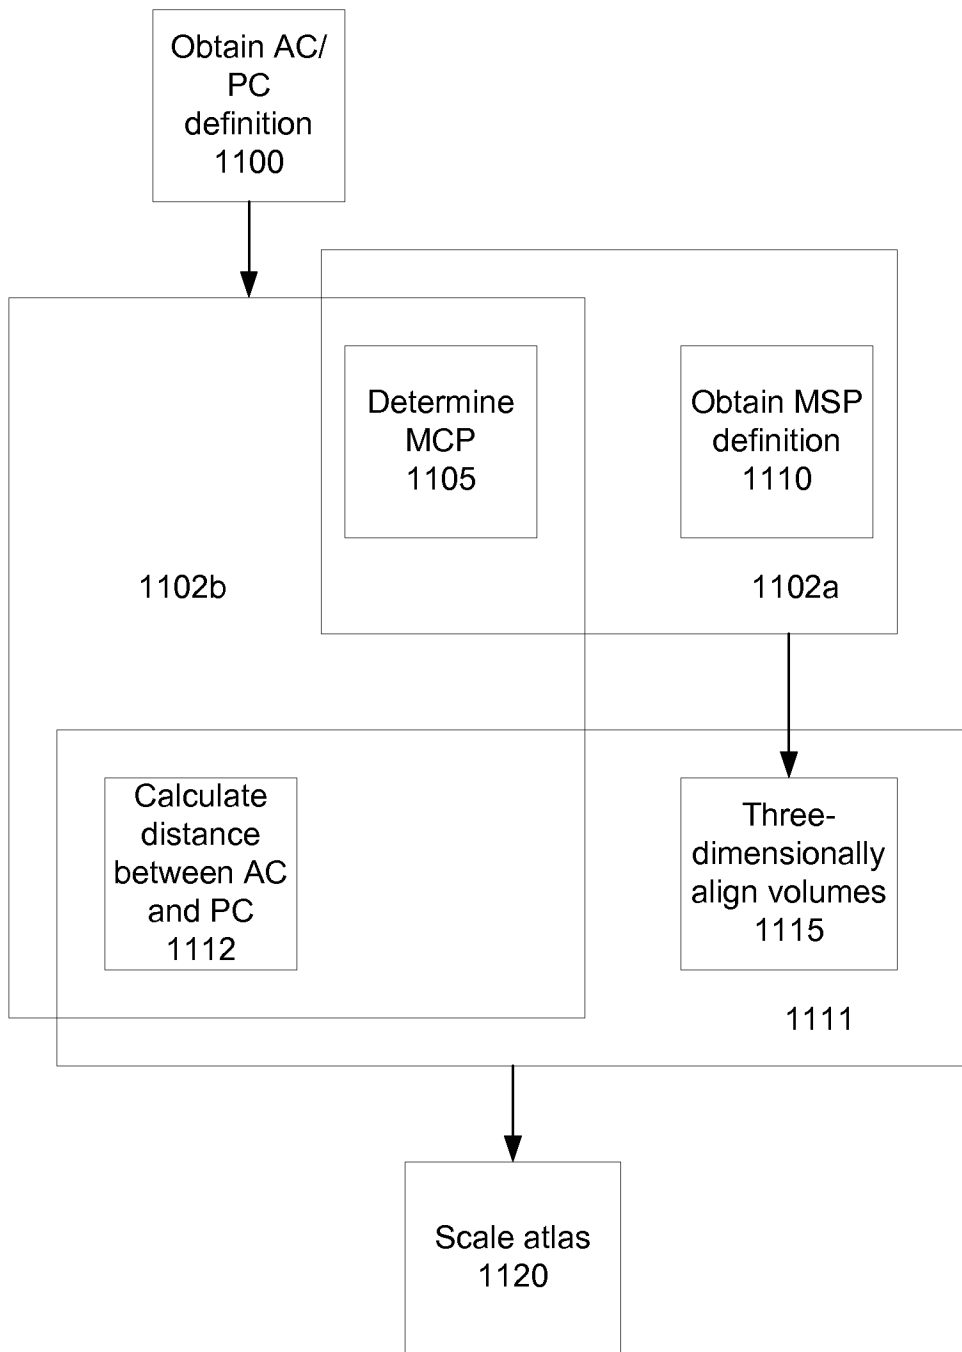 Obtain AC/
PC
definition
1100
Determine
MCP
1105
Obtain MSP
definition
1110
1102b
1102a
Calculate
distance
between AC
and PC
1112
Three-
dimensionally
align volumes
1115
1111
Scale atlas
1120